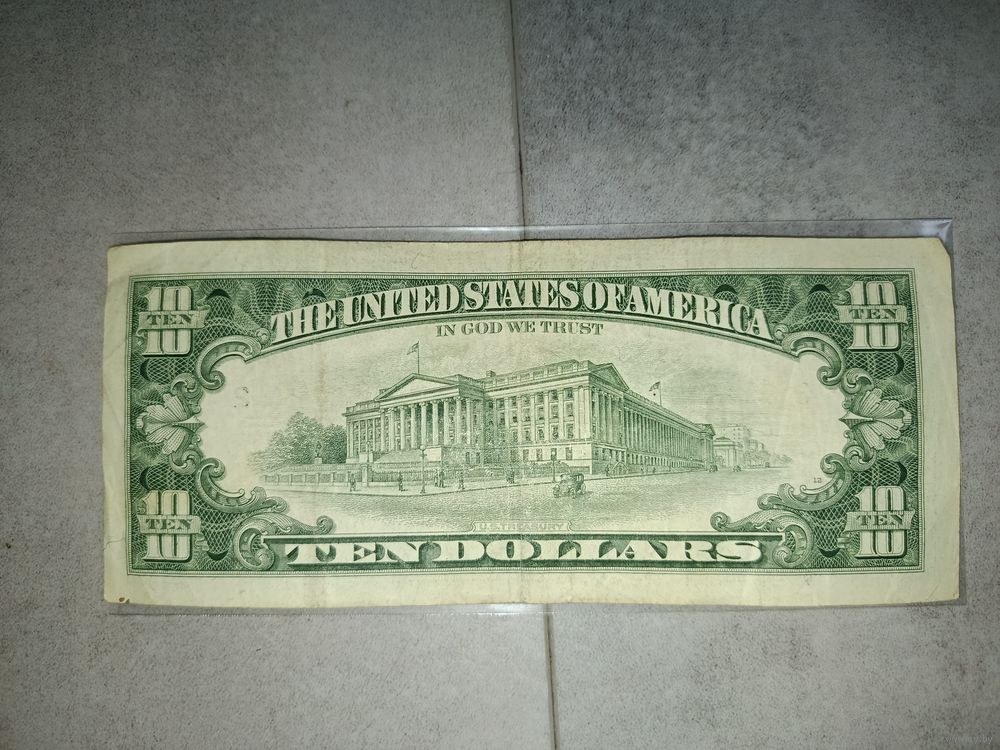 10 TEN 10
THE UNITED STATES OF AMERICA
10 TEN 10
IN GOD WE TRUST
12
10 TEN 10
U.S. TREASURY
10 TEN 10
TEN DOLLARS